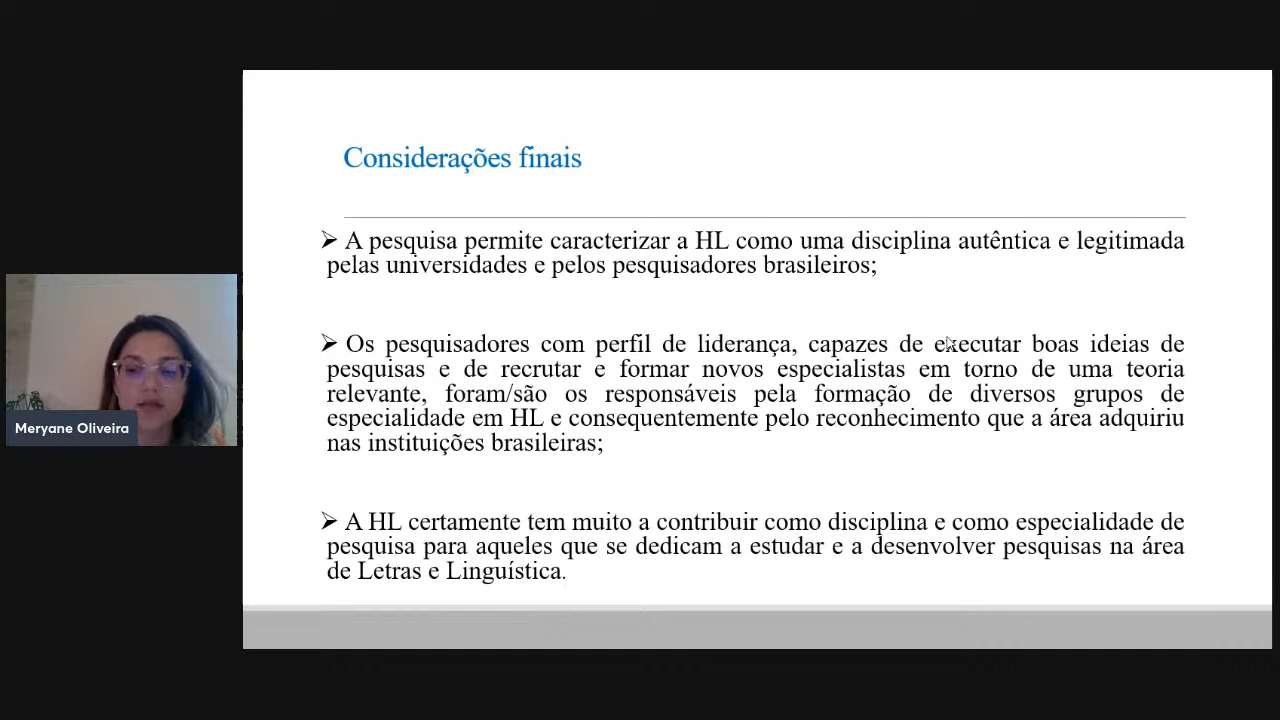 Considerações finais
➢ A pesquisa permite caracterizar a HL como uma disciplina autêntica e legitimada
pelas universidades e pelos pesquisadores brasileiros;
➢ Os pesquisadores com perfil de liderança, capazes de executar boas ideias de
pesquisas e de recrutar e formar novos especialistas em torno de uma teoria
relevante, foram/são os responsáveis pela formação de diversos grupos de
especialidade em HL e consequentemente pelo reconhecimento que a área adquiriu
nas instituições brasileiras;
➢ A HL certamente tem muito a contribuir como disciplina e como especialidade de
pesquisa para aqueles que se dedicam a estudar e a desenvolver pesquisas na área
de Letras e Linguística.
Meryane Oliveira